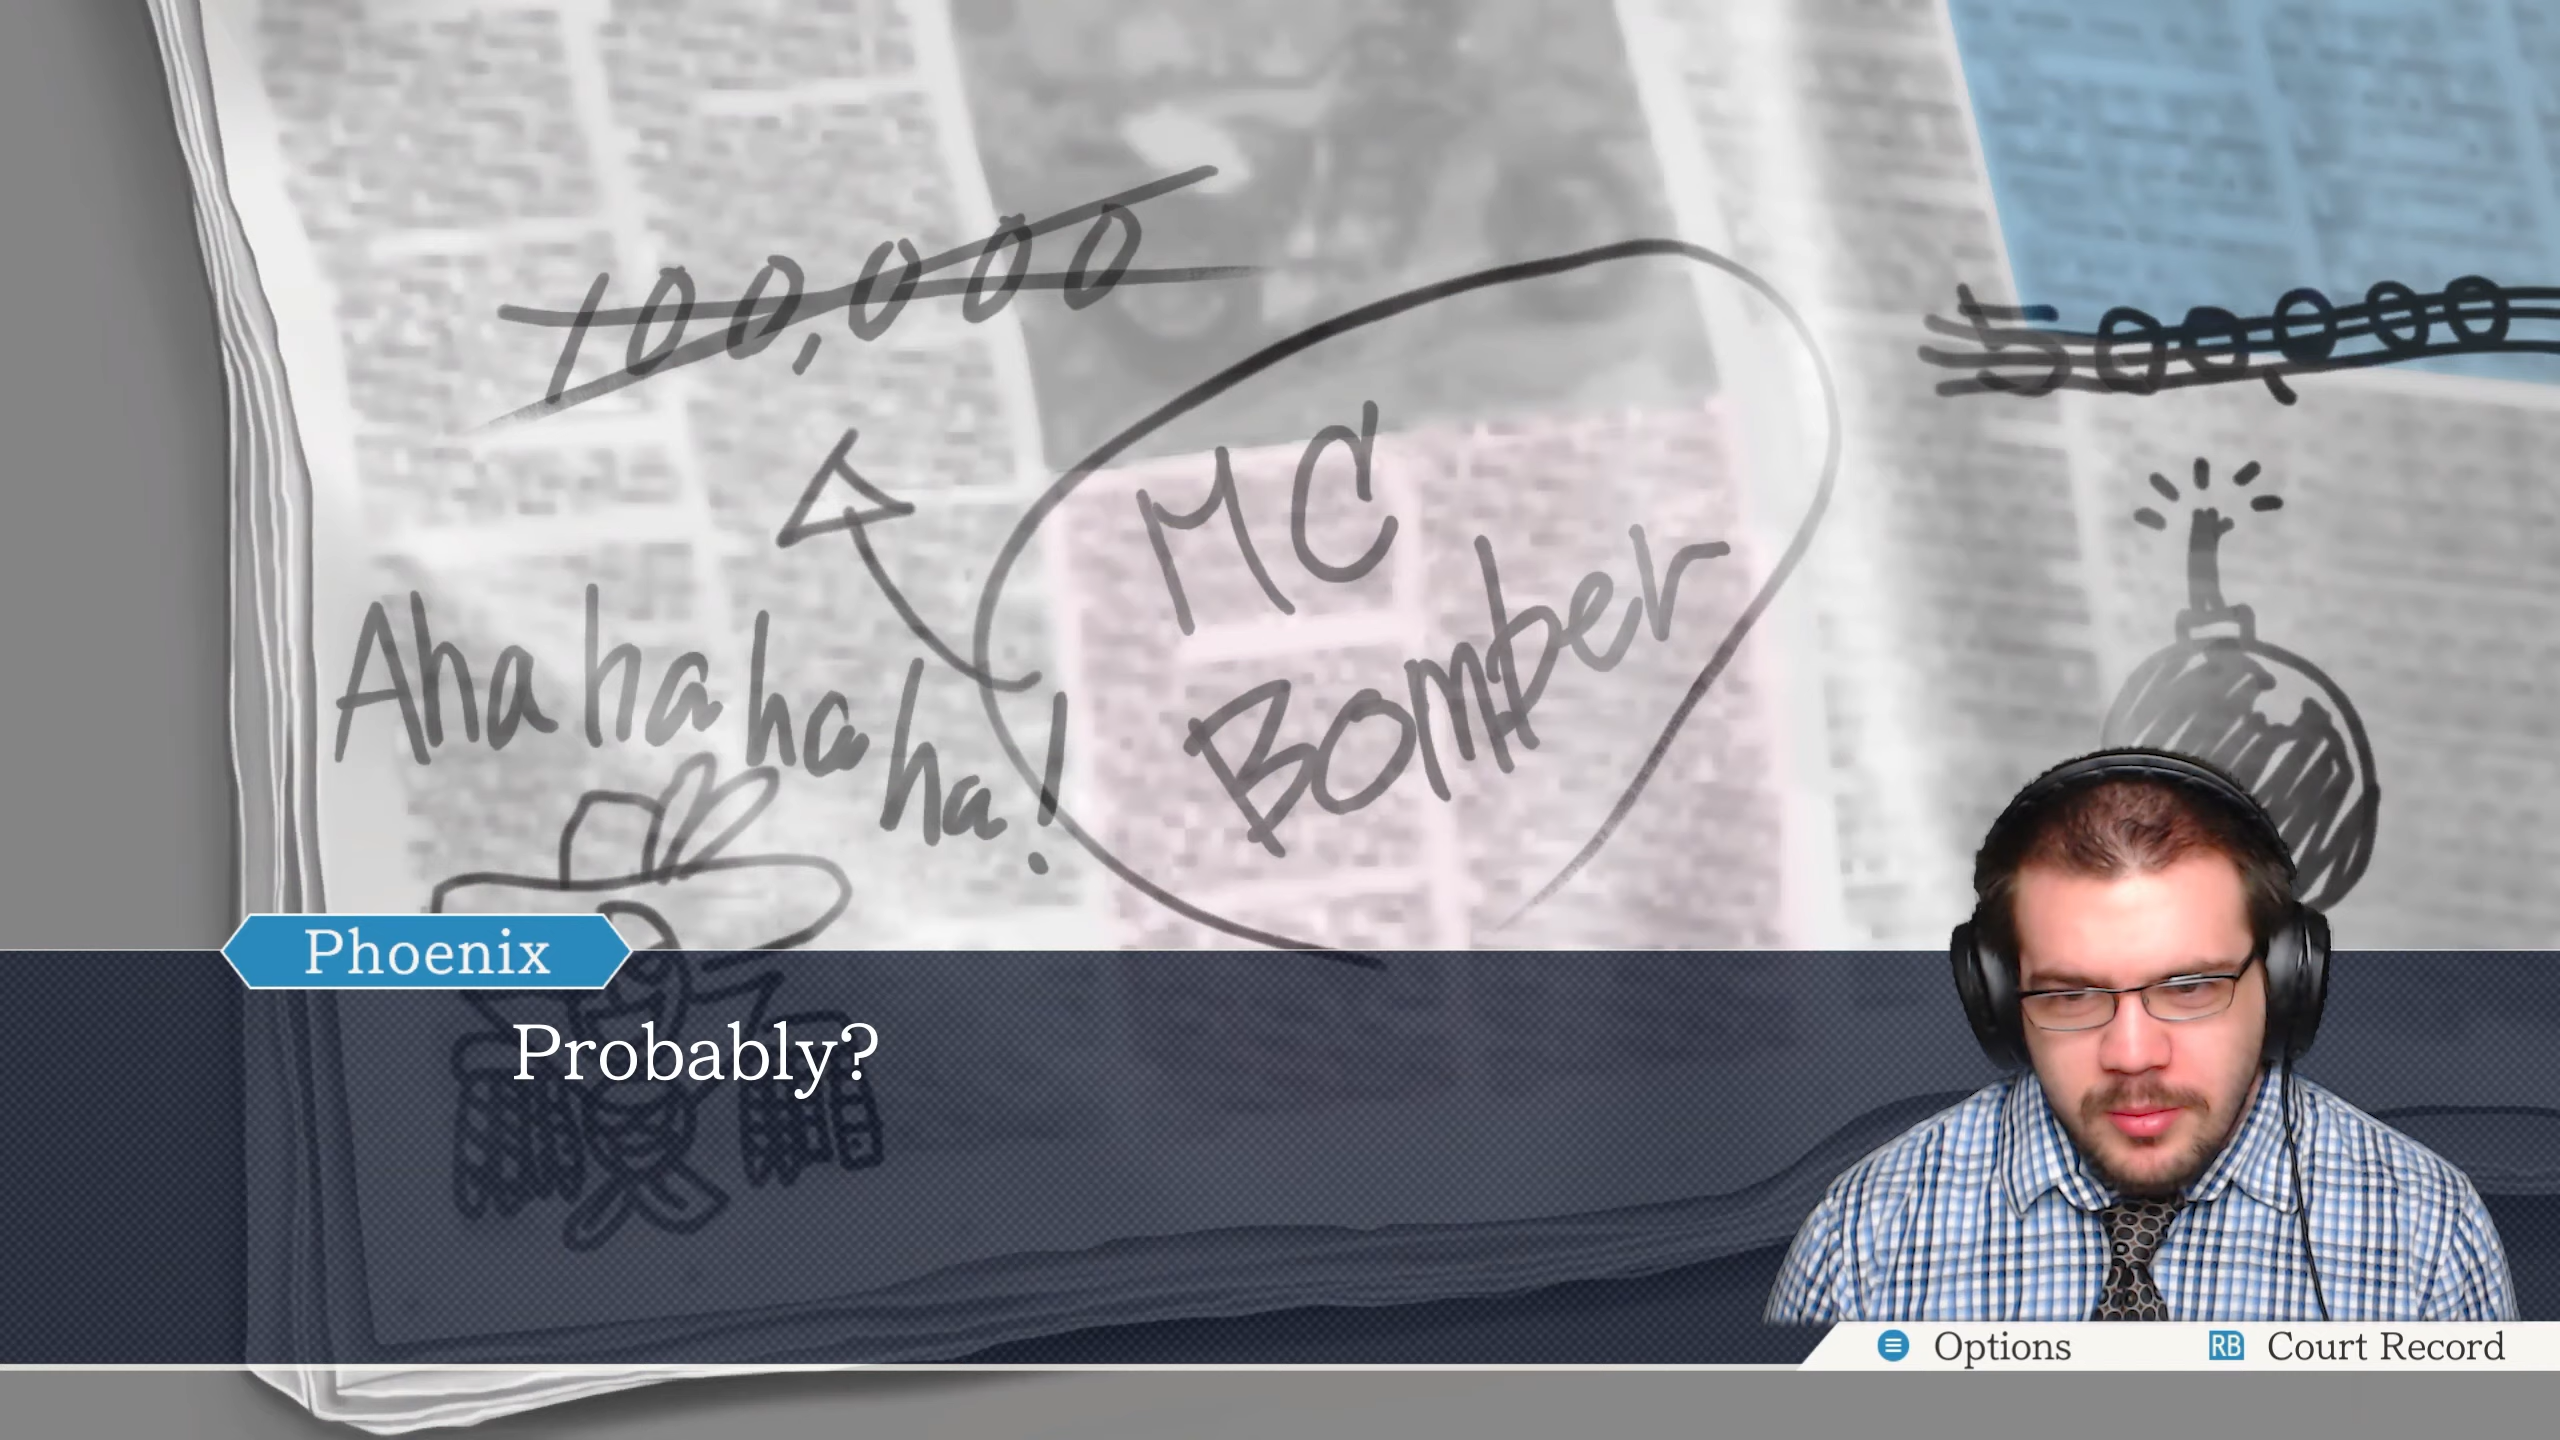 100,000
500,000
MC
Bomber
Ahahahaha!
Phoenix
Probably?
Options
RB Court Record